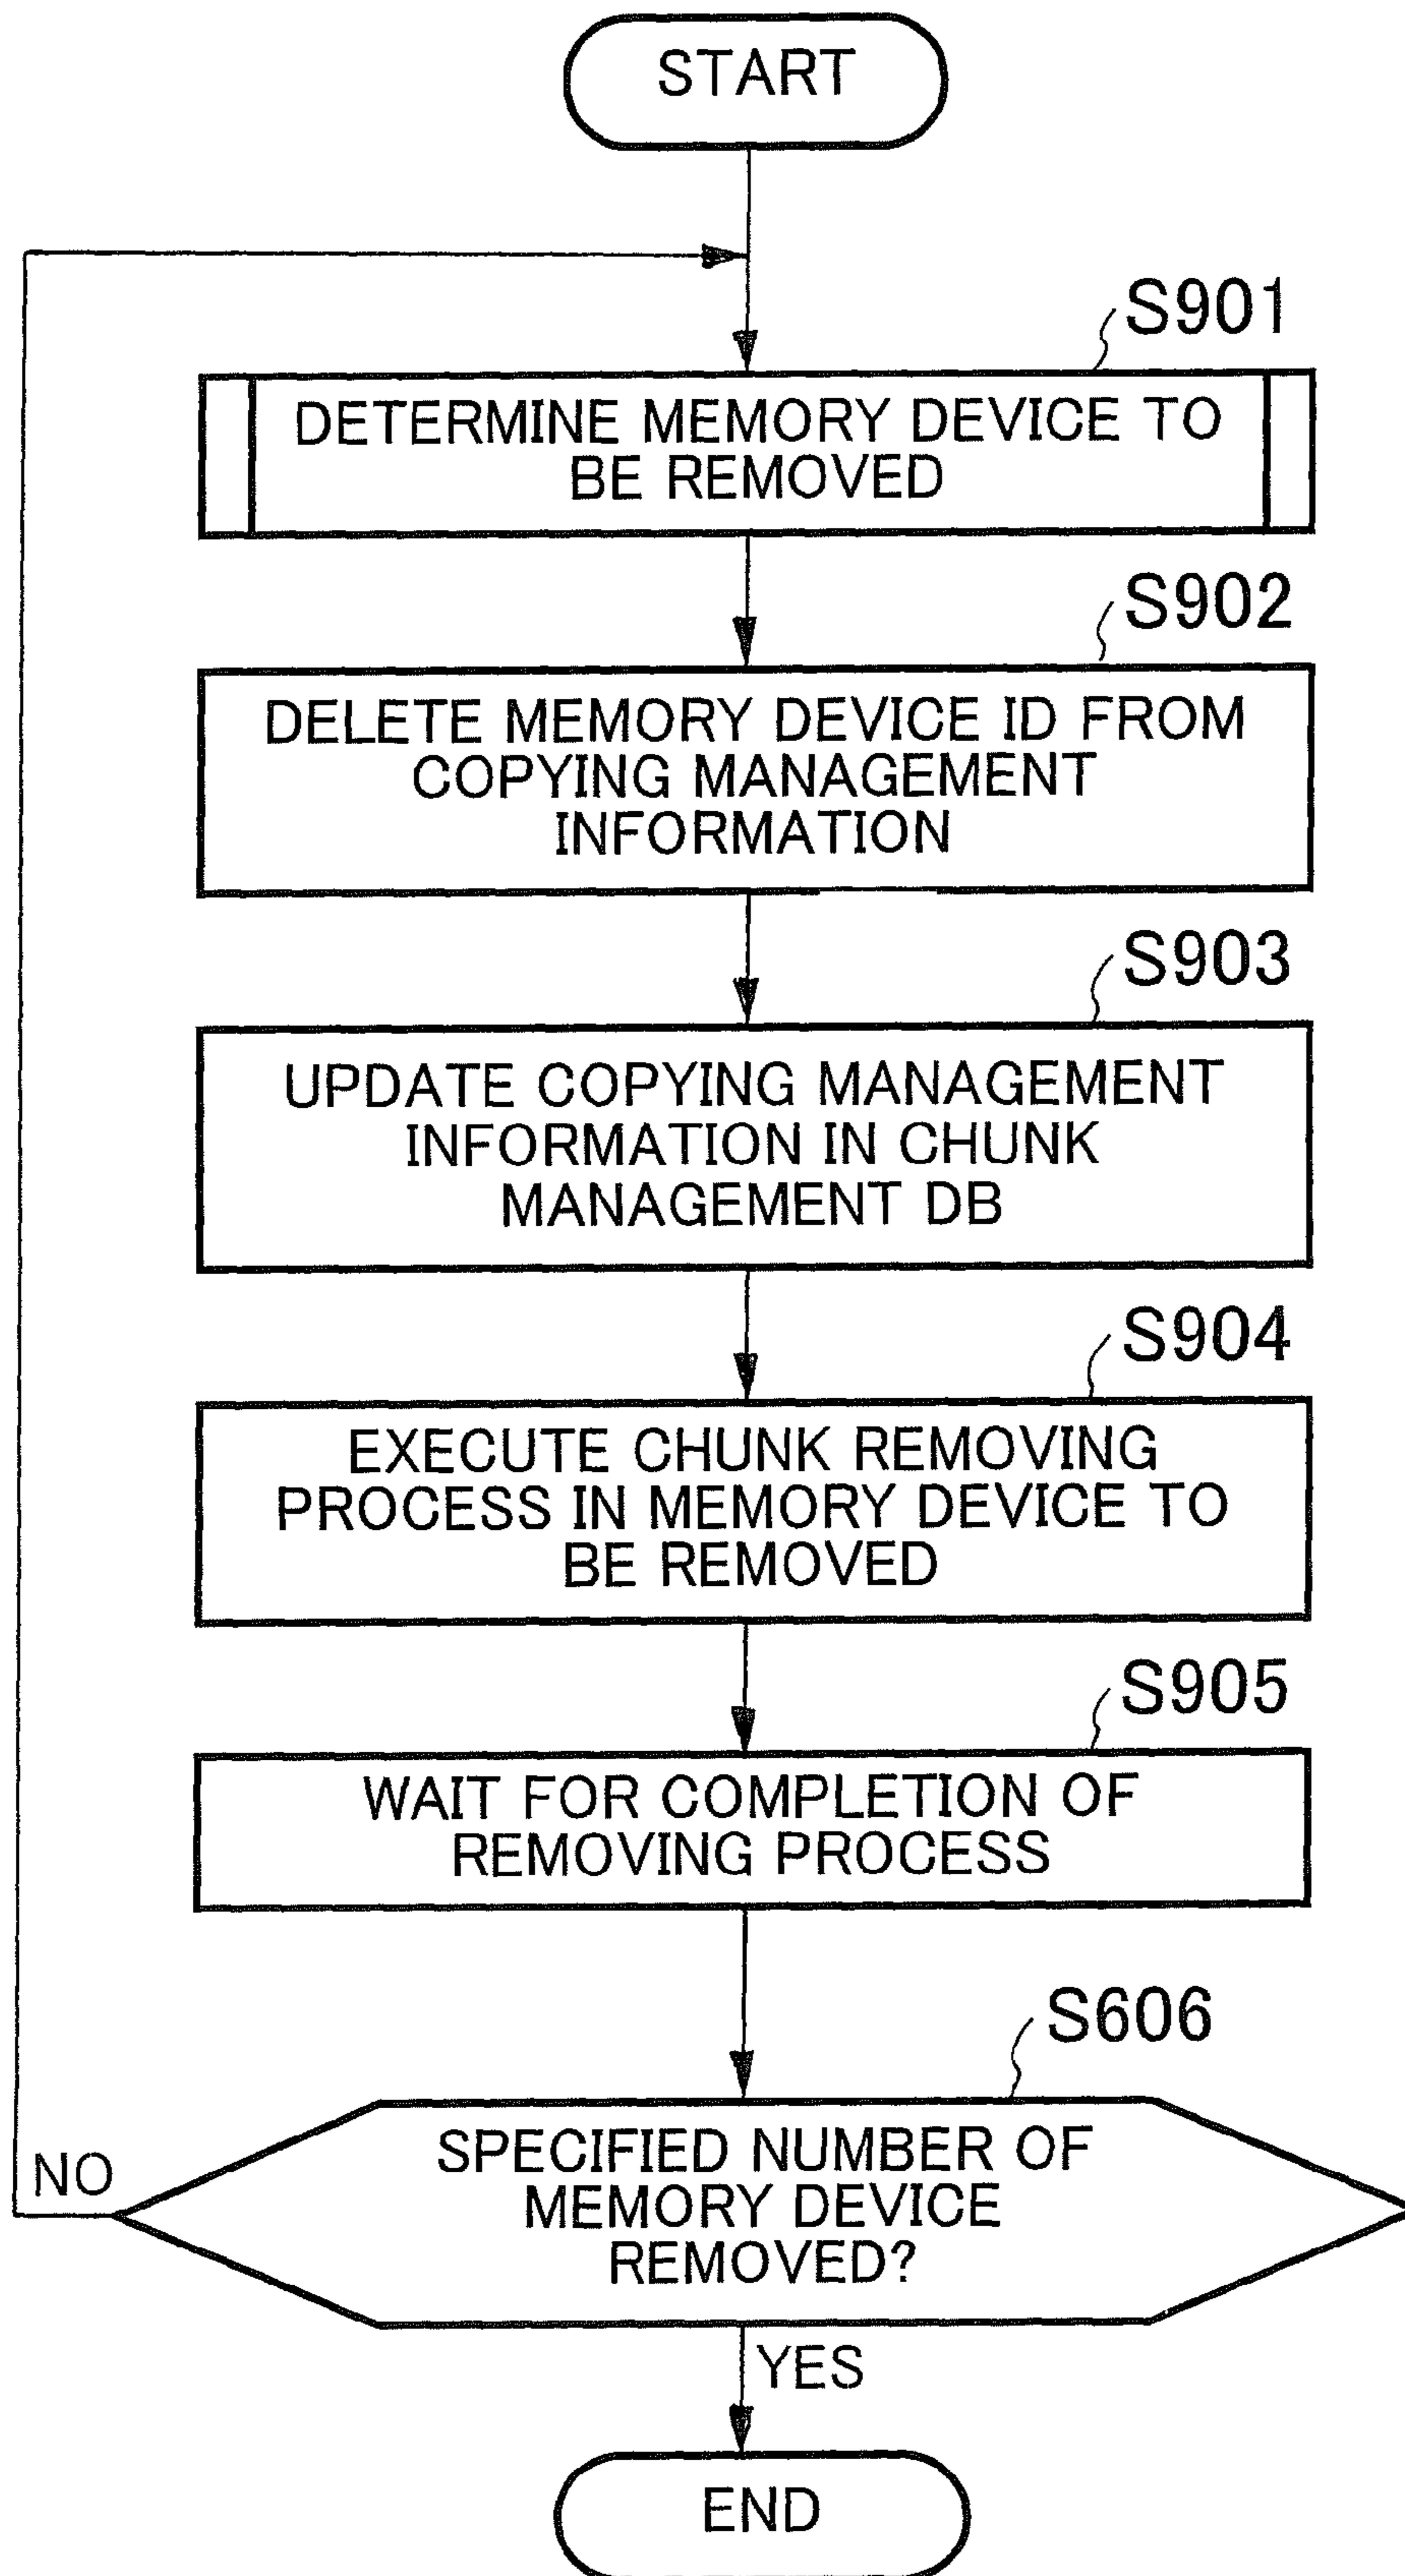 START
S901
DETERMINE MEMORY DEVICE TO
BE REMOVED
S902
DELETE MEMORY DEVICE ID FROM
COPYING MANAGEMENT
INFORMATION
S903
UPDATE COPYING MANAGEMENT
INFORMATION IN CHUNK
MANAGEMENT DB
S904
EXECUTE CHUNK REMOVING
PROCESS IN MEMORY DEVICE TO
BE REMOVED
S905
WAIT FOR COMPLETION OF
REMOVING PROCESS
S606
SPECIFIED NUMBER OF
MEMORY DEVICE
REMOVED?
NO
YES
END